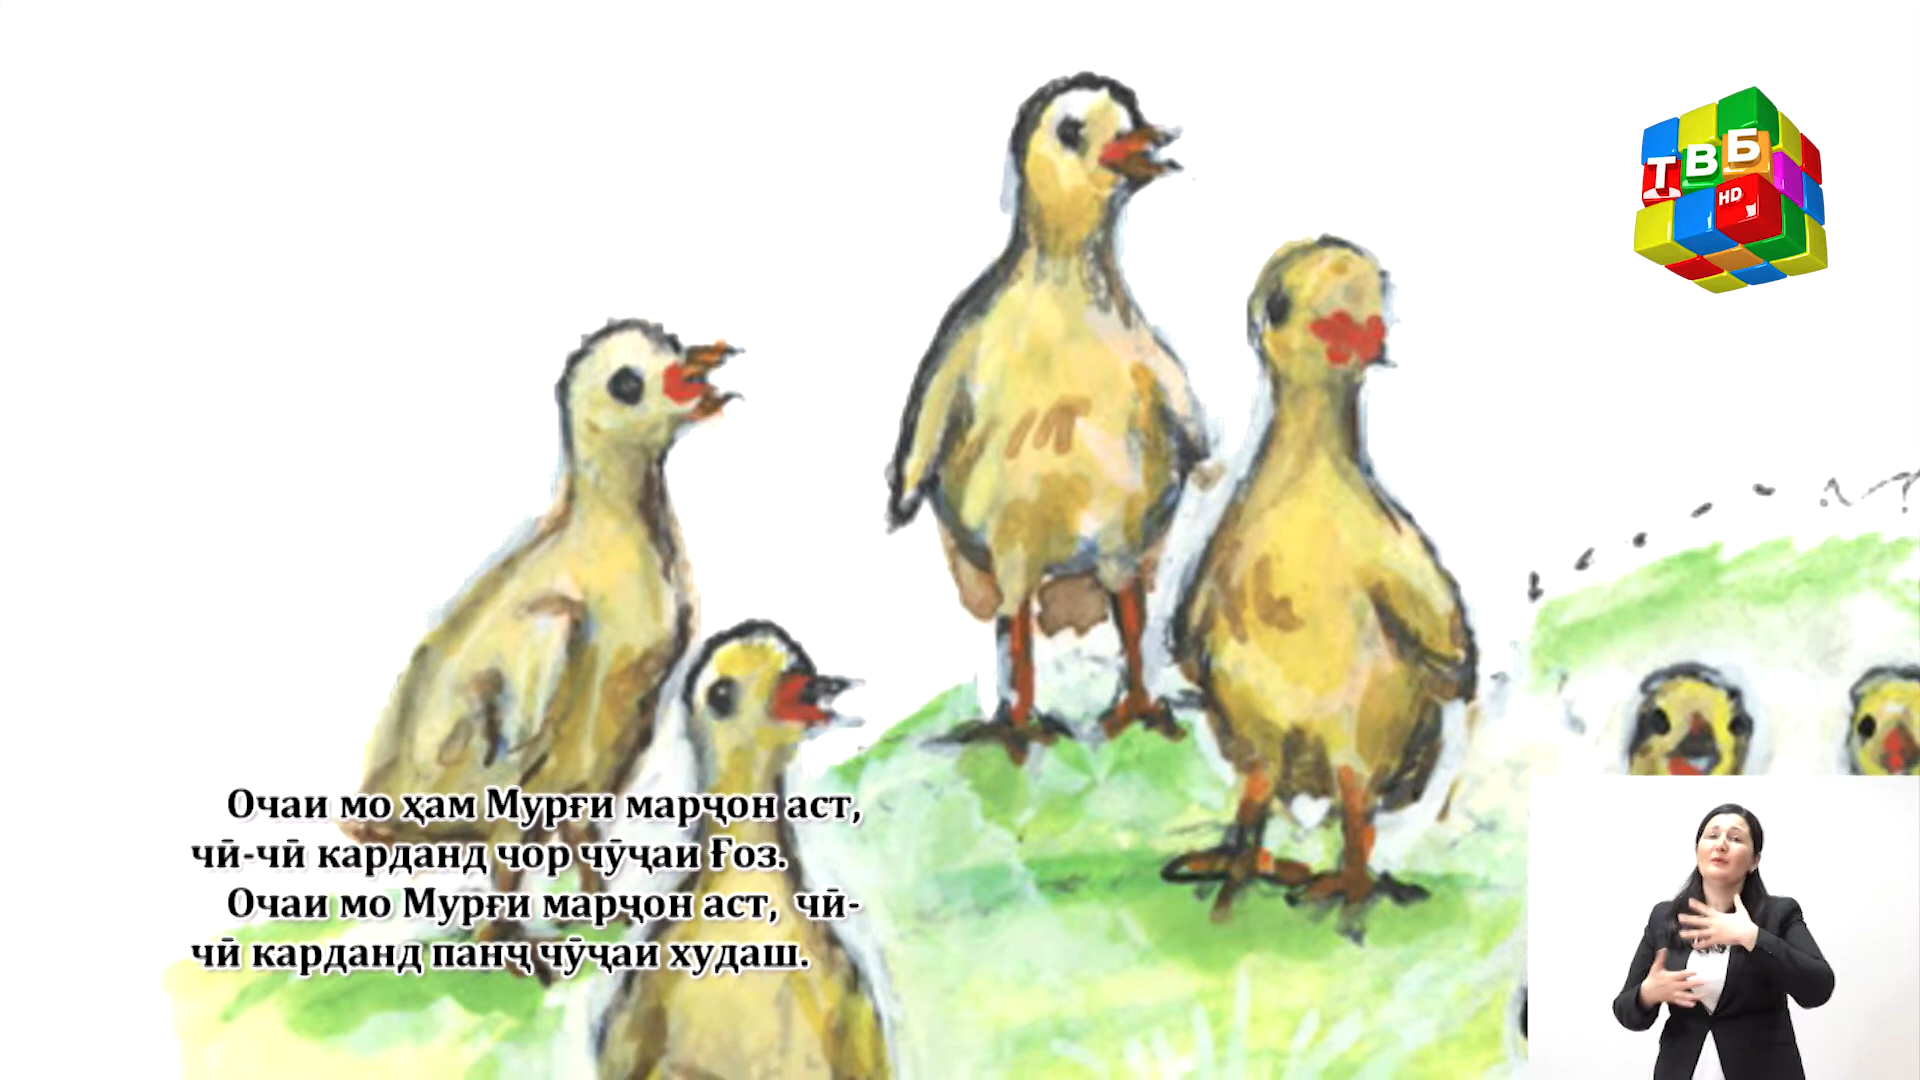 ТВБ
HD
Очаи мо ҳам Мурғи марҷон аст,
чӣ-чӣ карданд чор чӯҷаи Ғоз.
Очаи мо Мурғи марҷон аст, чӣ-
чӣ карданд панҷ чӯҷаи худаш.